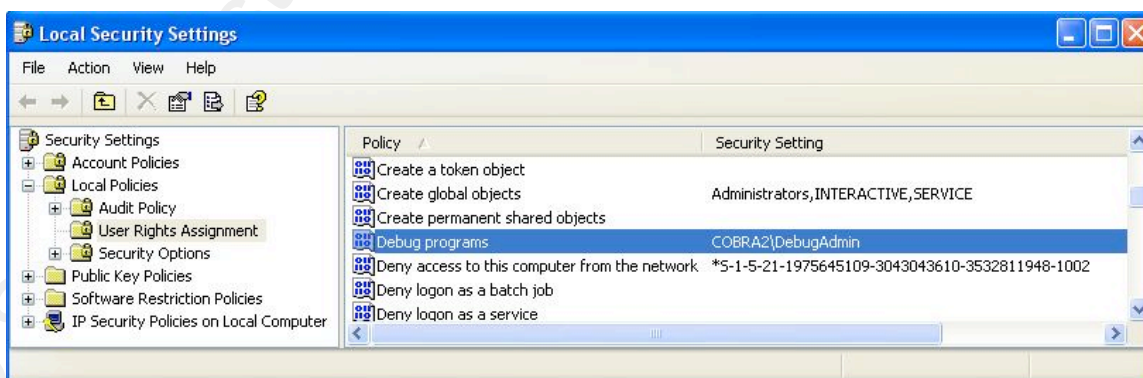 Local Security Settings
File Action View Help
Security Settings
Account Policies
Local Policies
Audit Policy
User Rights Assignment
Security Options
Public Key Policies
Software Restriction Policies
IP Security Policies on Local Computer
Policy Security Setting
Create a token object
Create global objects Administrators,INTERACTIVE,SERVICE
Create permanent shared objects
Debug programs COBRA2\DebugAdmin
Deny access to this computer from the network *S-1-5-21-1975645109-3043043610-3532811948-1002
Deny logon as a batch job
Deny logon as a service